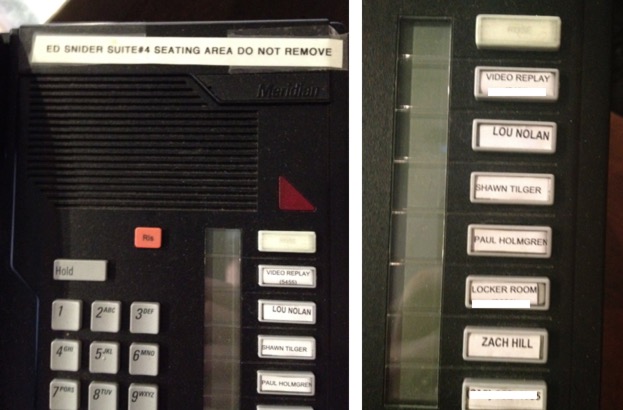 ED SNIDER SUITE#4 SEATING AREA DO NOT REMOVE
Meridian
Rls
Hold
VIDEO REPLAY
LOU NOLAN
SHAWN TILGER
PAUL HOLMGREN
1
2ABC
3DEF
4GHI
5JKL
6MNO
7PQRS
8TUV
9WXYZ
VIDEO REPLAY
LOU NOLAN
SHAWN TILGER
PAUL HOLMGREN
LOCKER ROOM
ZACH HILL